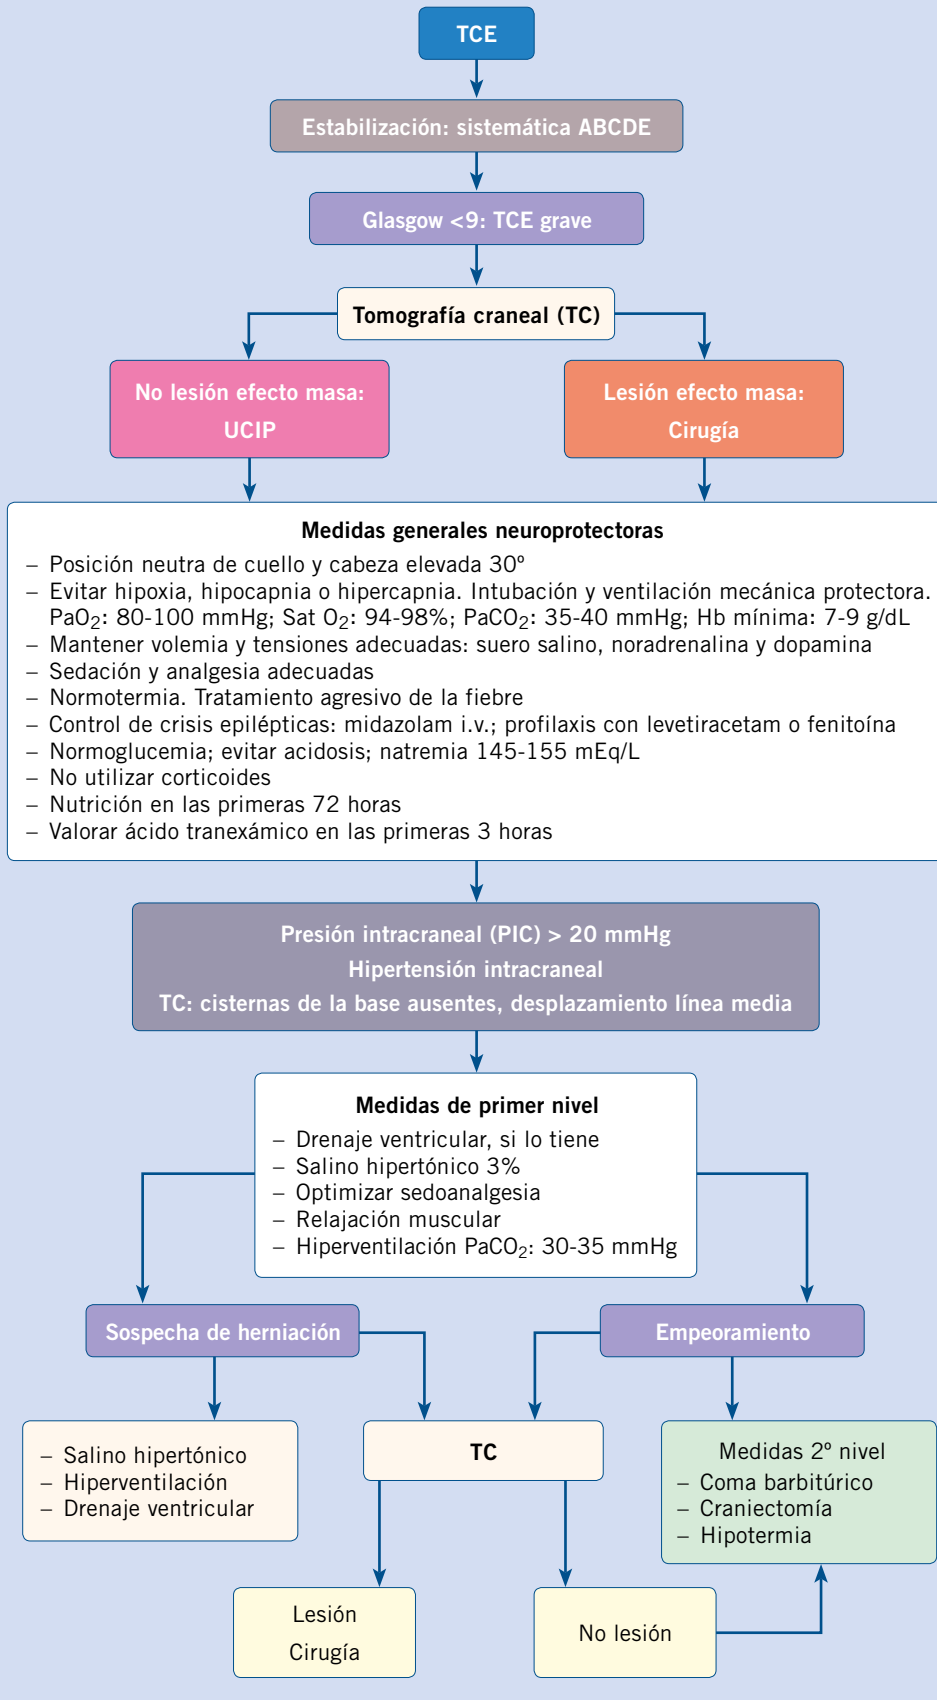 TCE
Estabilización: sistemática ABCDE
Glasgow <9: TCE grave
Tomografía craneal (TC)
No lesión efecto masa:
UCIP
Lesión efecto masa:
Cirugía
Medidas generales neuroprotectoras
– Posición neutra de cuello y cabeza elevada 30º
– Evitar hipoxia, hipocapnia o hipercapnia. Intubación y ventilación mecánica protectora.
PaO₂: 80-100 mmHg; Sat O₂: 94-98%; PaCO₂: 35-40 mmHg; Hb mínima: 7-9 g/dL
– Mantener volemia y tensiones adecuadas: suero salino, noradrenalina y dopamina
– Sedación y analgesia adecuadas
– Normotermia. Tratamiento agresivo de la fiebre
– Control de crisis epilépticas: midazolam i.v.; profilaxis con levetiracetam o fenitoína
– Normoglucemia; evitar acidosis; natremia 145-155 mEq/L
– No utilizar corticoides
– Nutrición en las primeras 72 horas
– Valorar ácido tranexámico en las primeras 3 horas
Presión intracraneal (PIC) > 20 mmHg
Hipertensión intracraneal
TC: cisternas de la base ausentes, desplazamiento línea media
Medidas de primer nivel
– Drenaje ventricular, si lo tiene
– Salino hipertónico 3%
– Optimizar sedoanalgesia
– Relajación muscular
– Hiperventilación PaCO₂: 30-35 mmHg
Sospecha de herniación
Empeoramiento
– Salino hipertónico
– Hiperventilación
– Drenaje ventricular
TC
Medidas 2º nivel
– Coma barbitúrico
– Craniectomía
– Hipotermia
Lesión
Cirugía
No lesión